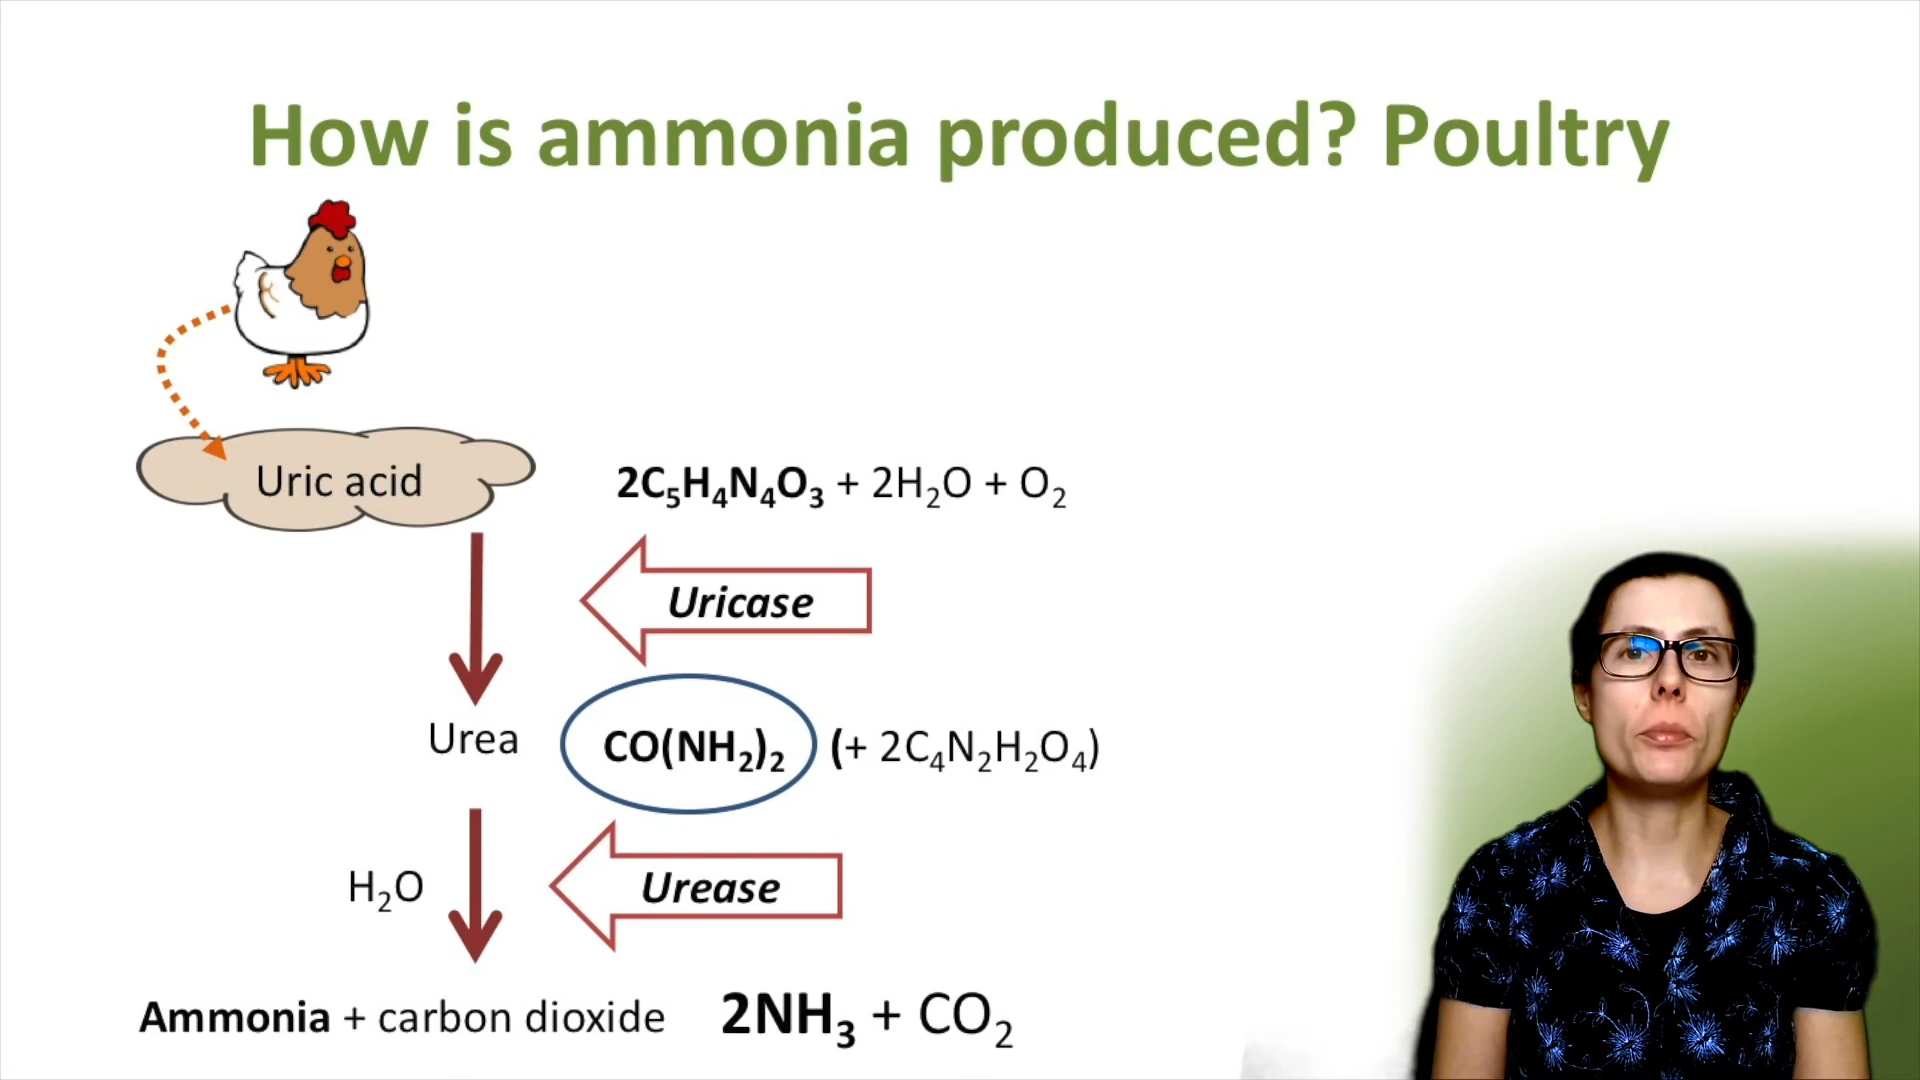 How is ammonia produced? Poultry
Uric acid
2C₅H₄N₄O₃ + 2H₂O + O₂
Uricase
Urea
CO(NH₂)₂ (+ 2C₄N₂H₂O₄)
H₂O
Urease
Ammonia + carbon dioxide
2NH₃ + CO₂